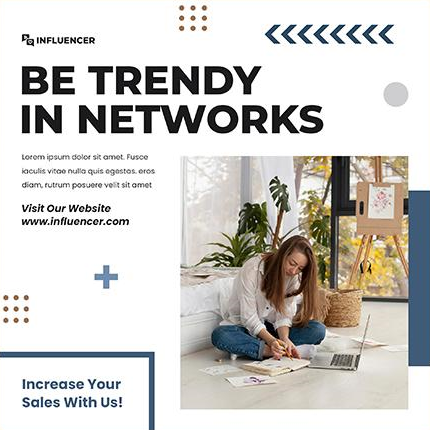 INFLUENCER
BE TRENDY
IN NETWORKS
Lorem ipsum dolor sit amet. Fusce
iaculis vitae nulla quis egestas. eros
diam, rutrum posuere velit sit amet
Visit Our Website
www.influencer.com
Increase Your
Sales With Us!